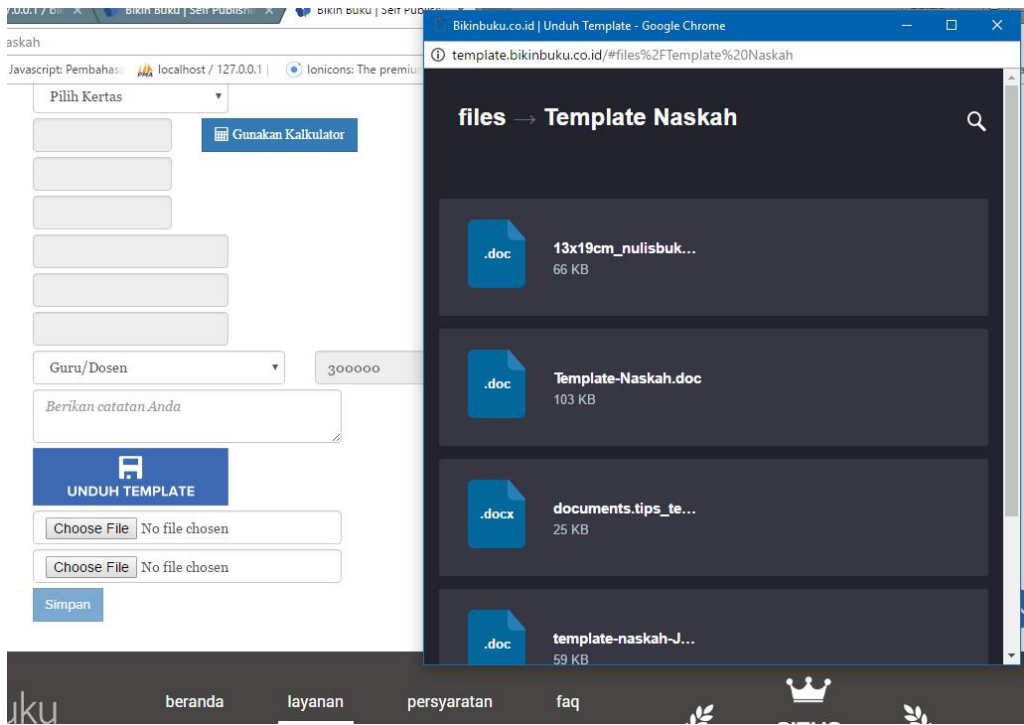 Bikin Buku | Self Publish
Bikin Buku | Self Publis
askah
Javascript: Pembahas
localhost / 127.0.0.1 |
Ionicons: The premiu
Pilih Kertas
Gunakan Kalkulator
Guru/Dosen
300000
Berikan catatan Anda
UNDUH TEMPLATE
Choose File No file chosen
Choose File No file chosen
Simpan
Bikinbuku.co.id | Unduh Template - Google Chrome
template.bikinbuku.co.id/#files%2FTemplate%20Naskah
files → Template Naskah
.doc
13x19cm_nulisbuk...
66 KB
.doc
Template-Naskah.doc
103 KB
.docx
documents.tips_te...
25 KB
.doc
template-naskah-J...
59 KB
uku
beranda
layanan
persyaratan
faq